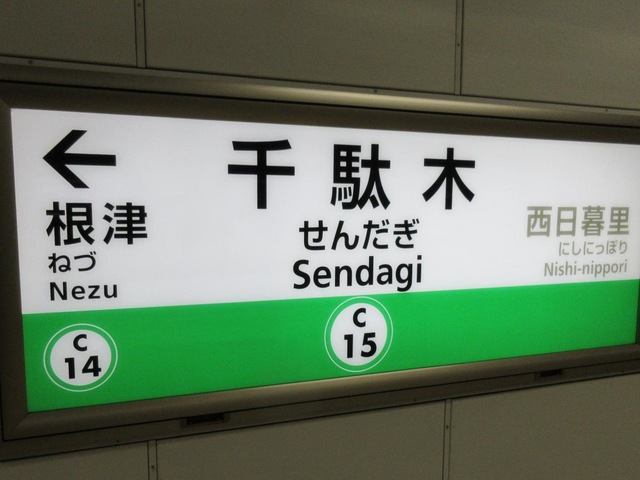 ←
根津
ねづ
Nezu
C
14
千駄木
せんだぎ
Sendagi
C
15
西日暮里
にしにっぽり
Nishi-nippori